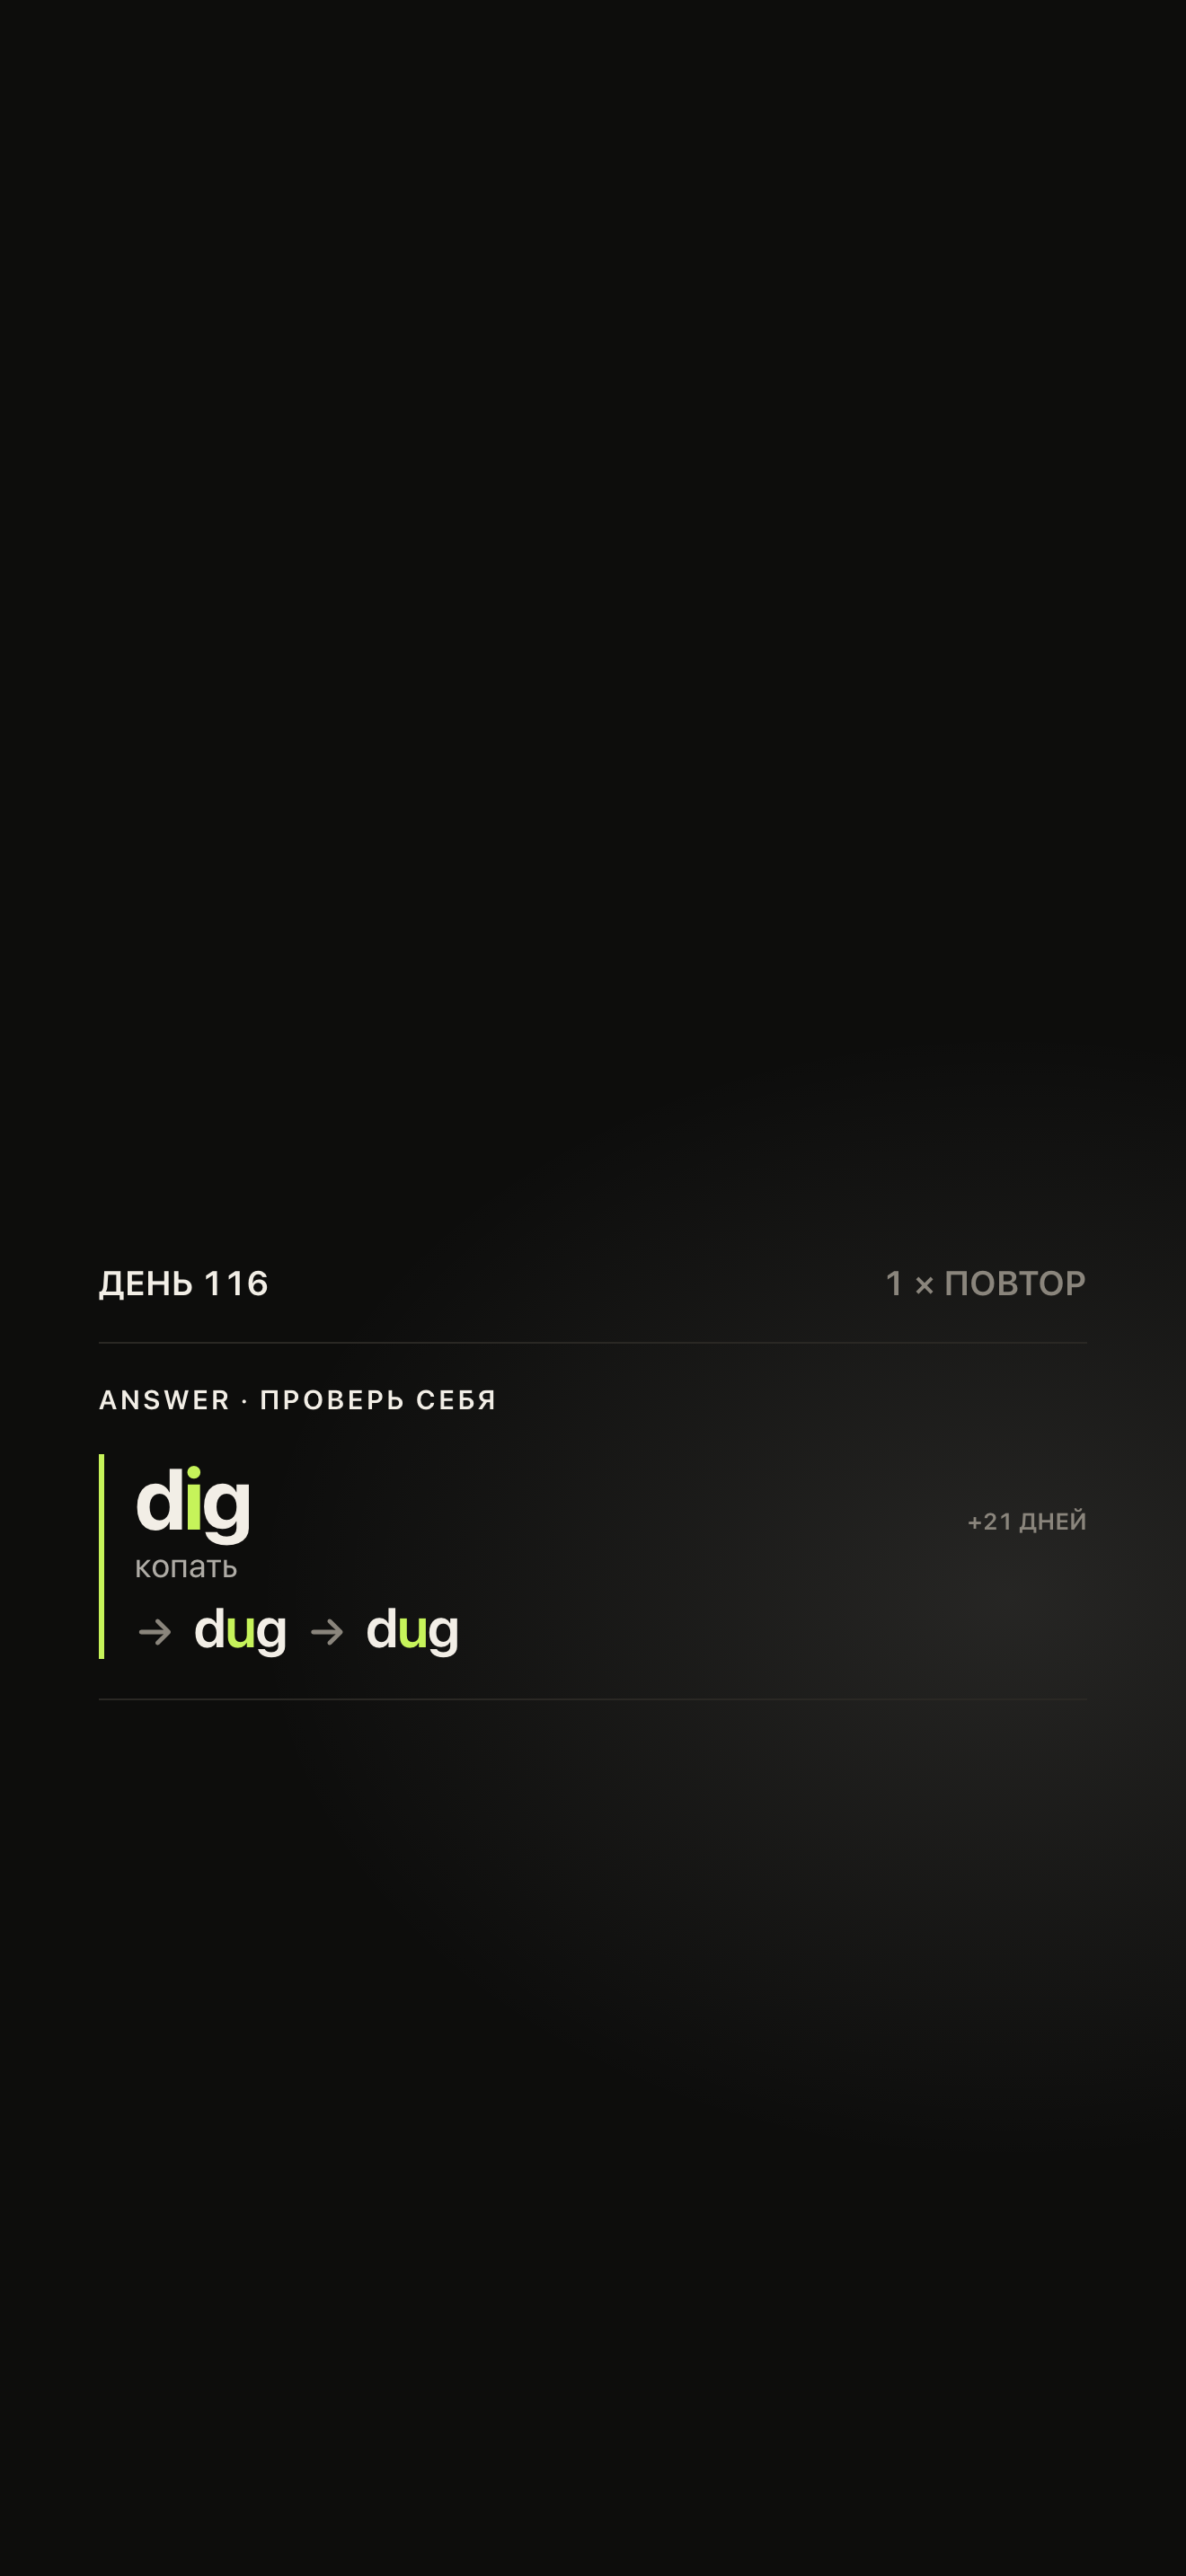 ДЕНЬ 116
1 × ПОВТОР
ANSWER · ПРОВЕРЬ СЕБЯ
dig
+21 ДНЕЙ
копать
→ dug → dug